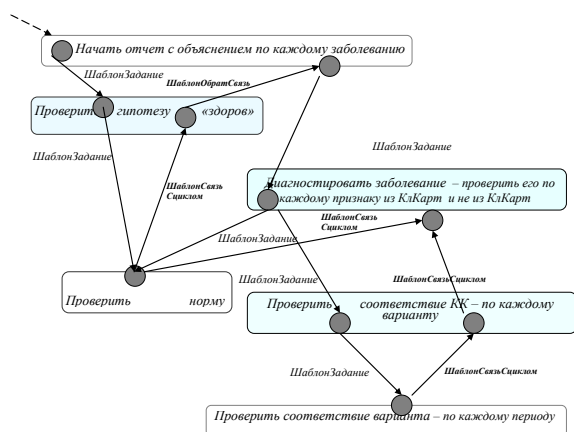 Начать отчет с объяснением по каждому заболеванию
ШаблонЗадание
ШаблонОбратСвязь
Проверит гипотезу «здоров»
ШаблонЗадание
ШаблонЗадание
Диагностировать заболевание – проверить его по
каждому признаку из КлКарт и не из КлКарт
ШаблонСвязь
Сциклом
ШаблонСвязь
Сциклом
ШаблонЗадание
ШаблонЗадание
ШаблонСвязьСциклом
Проверить норму
Проверить соответствие КК – по каждому
варианту
ШаблонЗадание
ШаблонСвязьСциклом
Проверить соответствие варианта – по каждому периоду